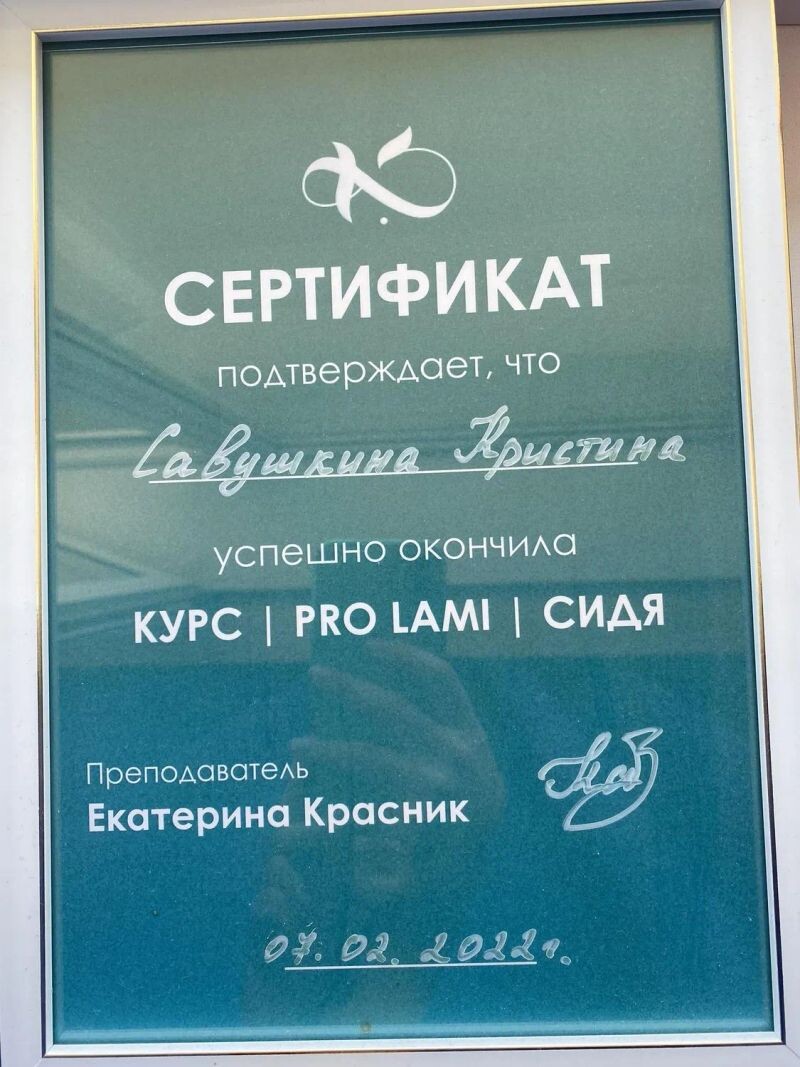 СЕРТИФИКАТ
подтверждает, что
Савушкина Кристина
успешно окончила
КУРС | PRO LAMI | СИДЯ
Преподаватель
Екатерина Красник
07.02.2022г.